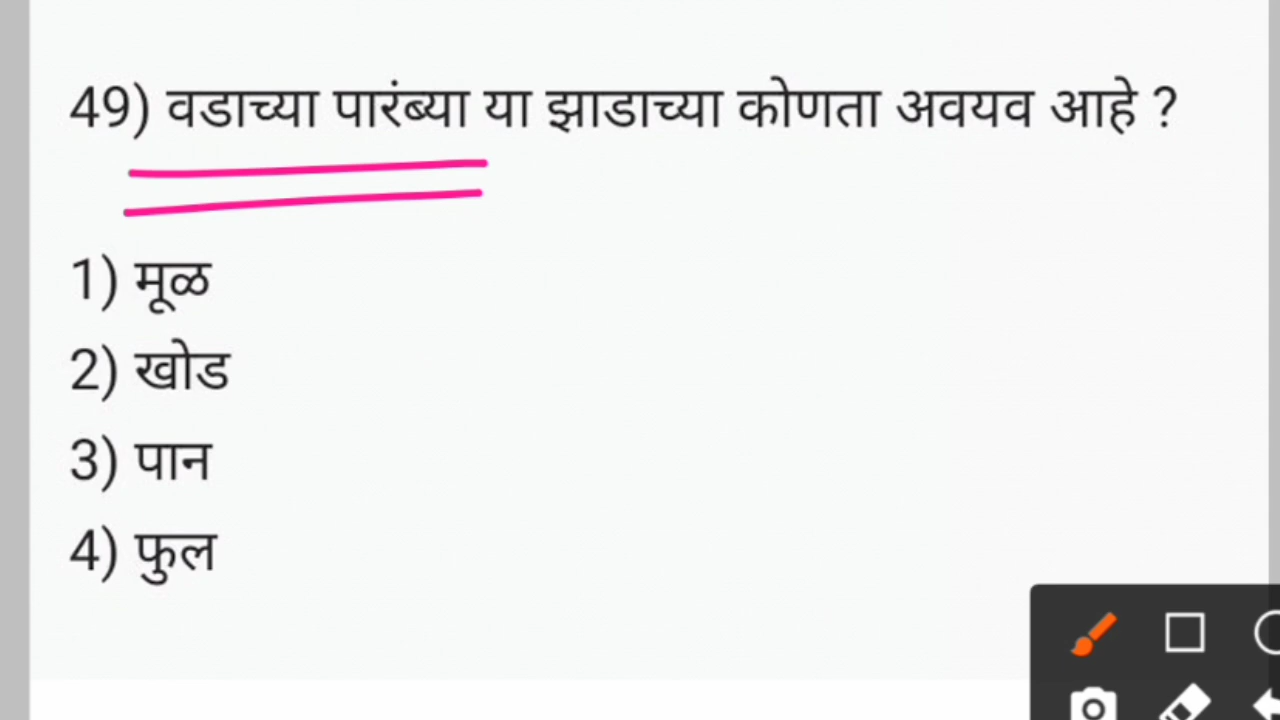 49) वडाच्या पारंब्या या झाडाच्या कोणता अवयव आहे ?
1) मूळ
2) खोड
3) पान
4) फुल